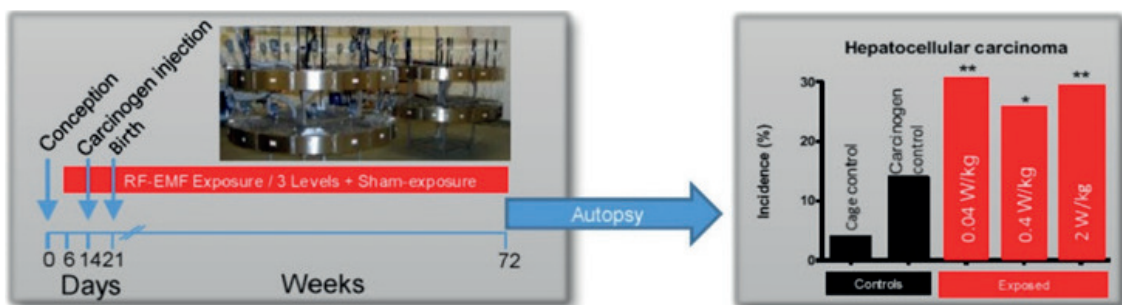 Conception
Carcinogen injection
Birth
RF-EMF Exposure / 3 Levels + Sham-exposure
0 6 14 21 72
Days Weeks
Autopsy
Hepatocellular carcinoma
Incidence (%)
30
20
10
0
Cage control
Carcinogen
control
**
0.04 W/kg
*
0.4 W/kg
**
2 W/kg
Controls
Exposed